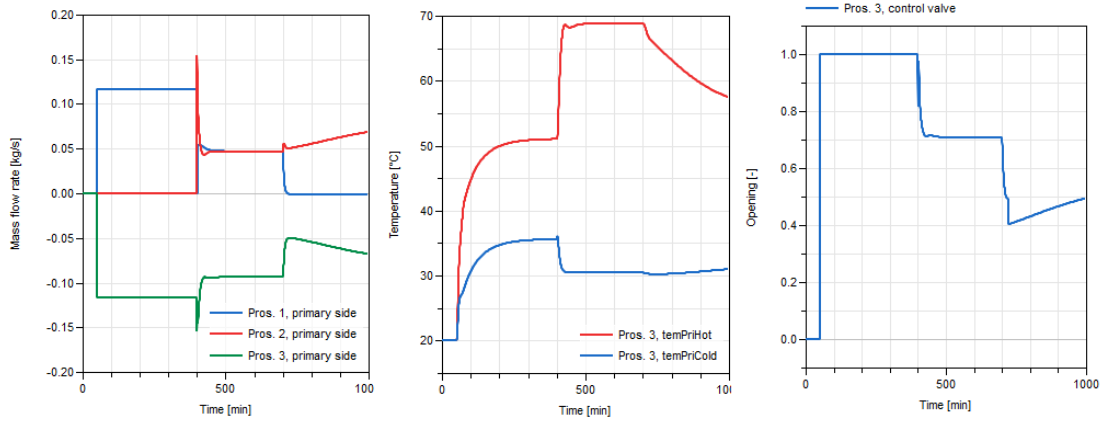 0.20
0.15
0.10
0.05
0.00
-0.05
-0.10
-0.15
-0.20
Mass flow rate [kg/s]
Pros. 1, primary side
Pros. 2, primary side
Pros. 3, primary side
0
500
100
Time [min]
70
60
50
40
30
20
Temperature [°C]
Pros. 3, temPriHot
Pros. 3, temPriCold
0
500
100
Time [min]
Pros. 3, control valve
1.0
0.8
0.6
0.4
0.2
0.0
Opening [-]
0
500
1000
Time [min]